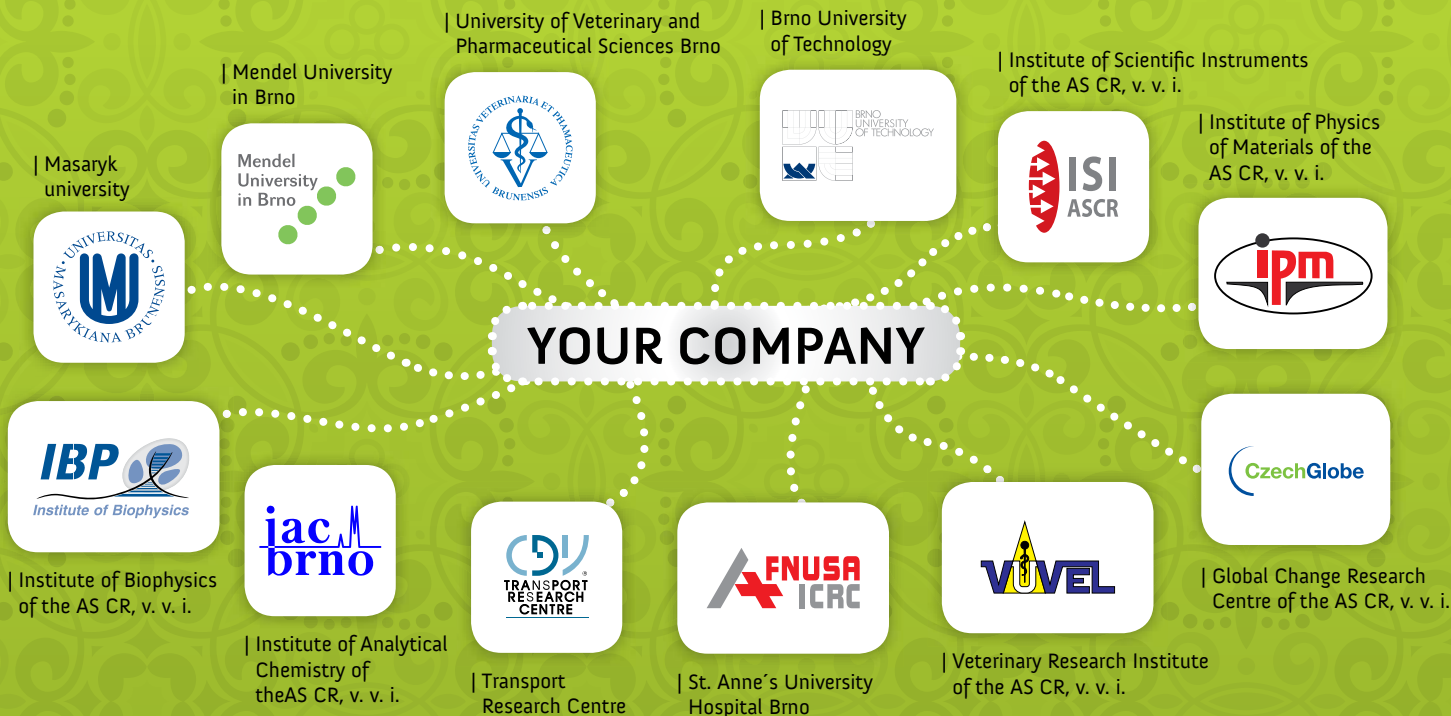 | University of Veterinary and
Pharmaceutical Sciences Brno
| Brno University
of Technology
| Mendel University
in Brno
| Institute of Scientific Instruments
of the AS CR, v. v. i.
| Institute of Physics
of Materials of the
AS CR, v. v. i.
| Masaryk
university
UNIVERSITAS VETERINARIA ET PHAMACEUTICA
BRUNENSIS
BRNO
UNIVERSITY
OF TECHNOLOGY
Mendel
University
in Brno
ISI
ASCR
ipm
UNIVERSITAS
MASARYKIANA BRUNENSIS
MU
YOUR COMPANY
IBP
Institute of Biophysics
CzechGlobe
jac
brno
CDV
TRANSPORT
RESEARCH
CENTRE
FNUSA
ICRC
VUVEL
| Institute of Biophysics
of the AS CR, v. v. i.
| Global Change Research
Centre of the AS CR, v. v. i.
| Institute of Analytical
Chemistry of
theAS CR, v. v. i.
| Transport
Research Centre
| St. Anne´s University
Hospital Brno
| Veterinary Research Institute
of the AS CR, v. v. i.